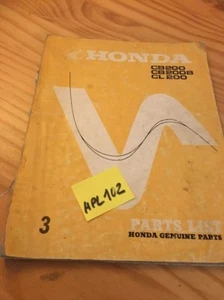 HONDA
CB200
CB200B
CL200
APL 102
3
PARTS LIST
HONDA GENUINE PARTS